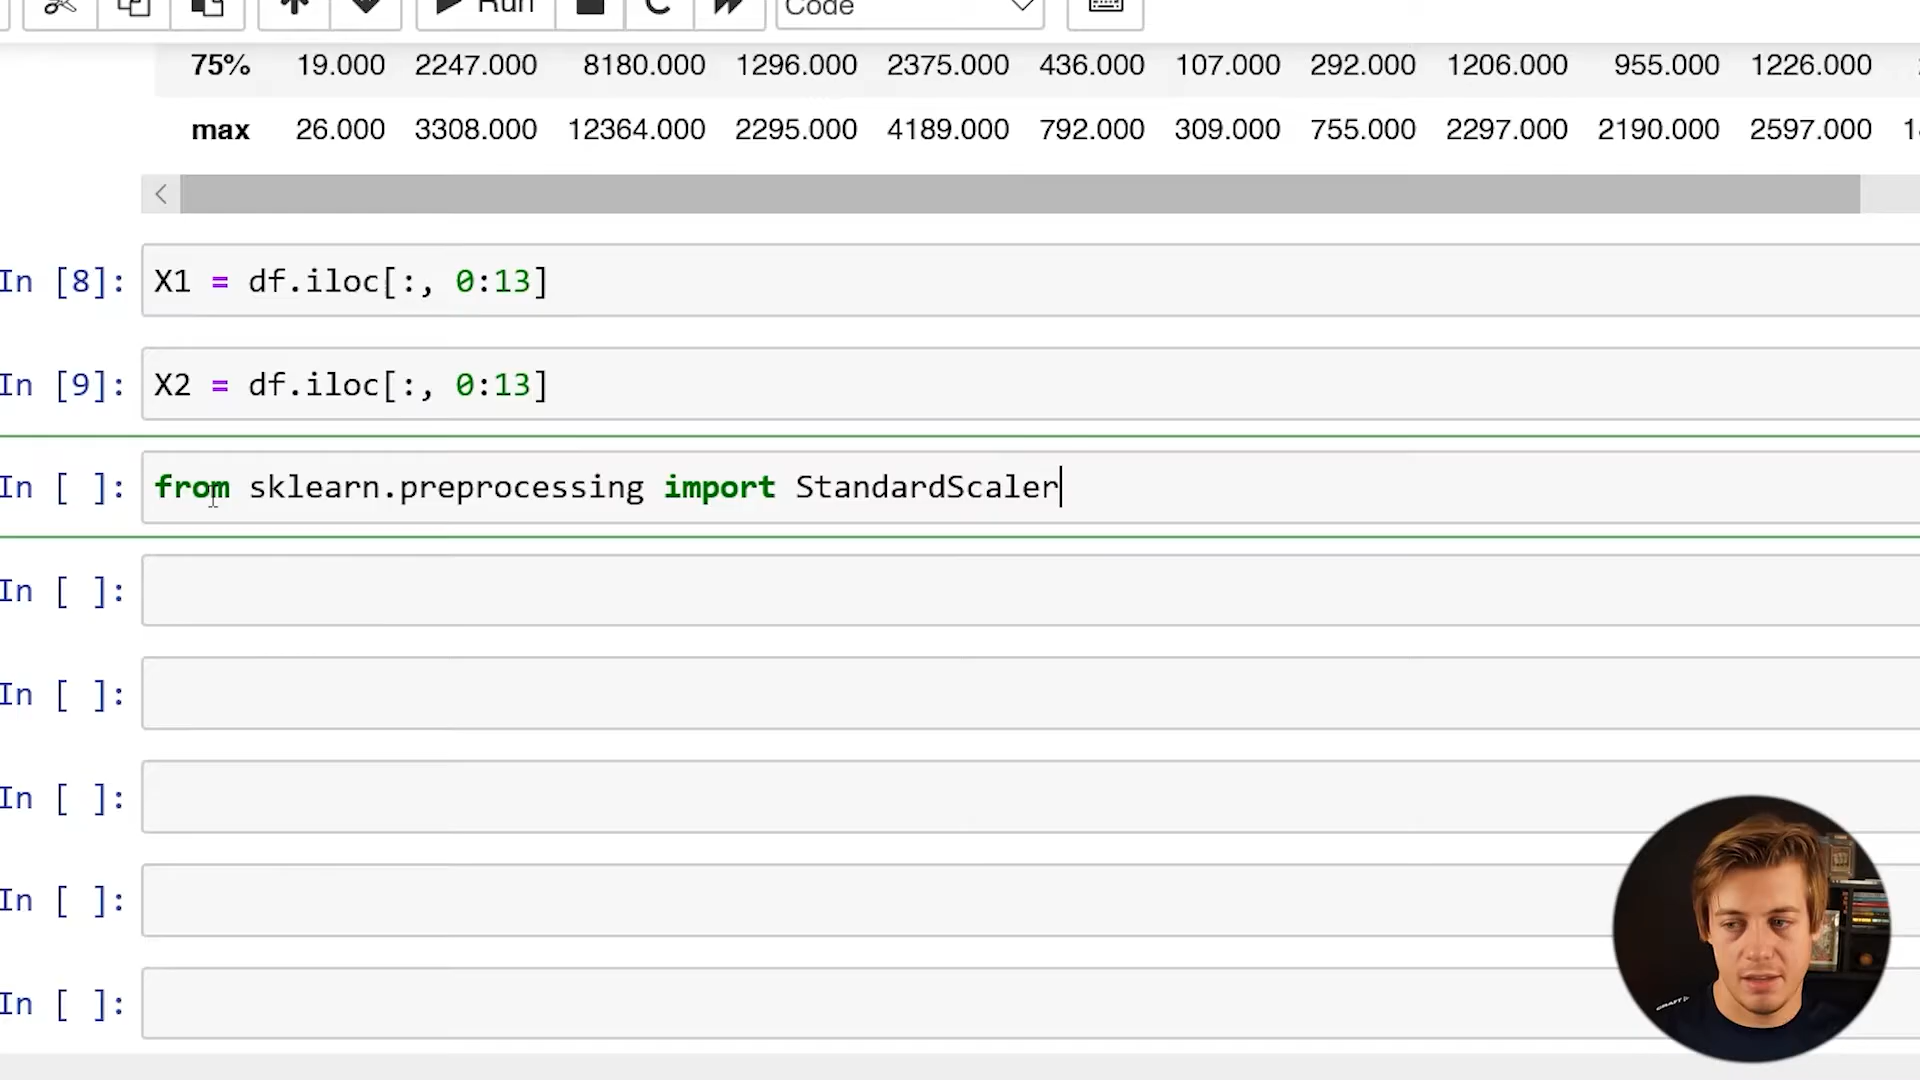 Run Code
75% 19.000 2247.000 8180.000 1296.000 2375.000 436.000 107.000 292.000 1206.000 955.000 1226.000
max 26.000 3308.000 12364.000 2295.000 4189.000 792.000 309.000 755.000 2297.000 2190.000 2597.000
In [8]: X1 = df.iloc[:, 0:13]
In [9]: X2 = df.iloc[:, 0:13]
In [ ]: from sklearn.preprocessing import StandardScaler
In [ ]:
In [ ]:
In [ ]:
In [ ]:
In [ ]:
CRAFT